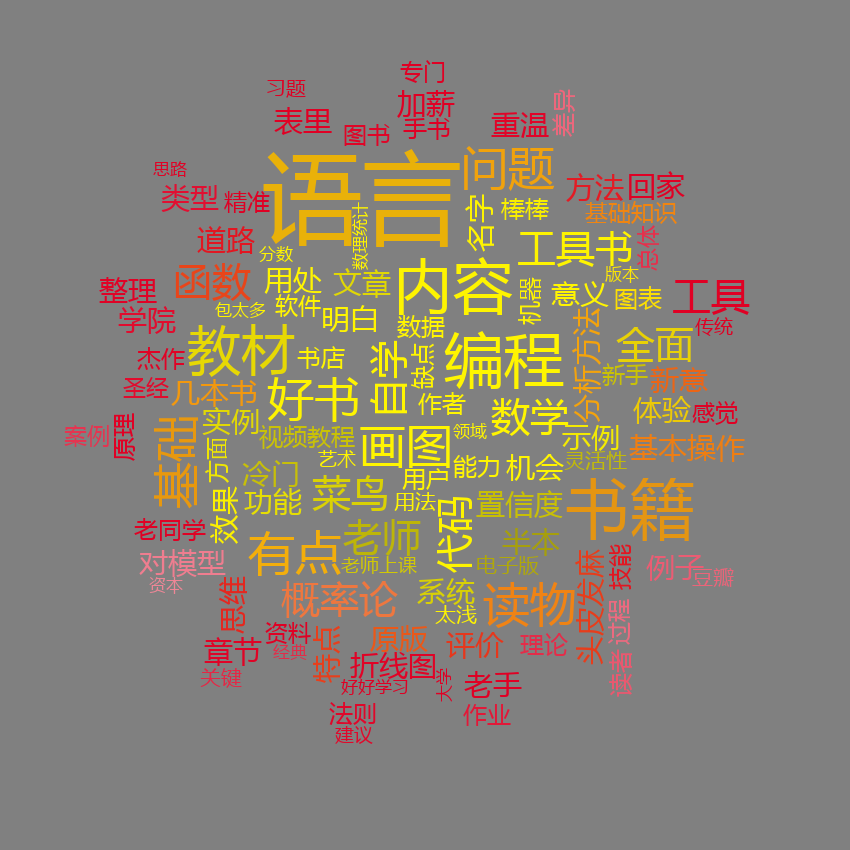 专门
习题
加薪
差异
表里
图书
手书
重温
语言
问题
思路
类型
精准
方法
回家
名字
棒棒
基础知识
数理统计
道路
分数
工具书
总体
函数
用处
文章
内容
版本
整理
包太多
软件
明白
机器
意义
图表
工具
学院
数据
传统
教材
杰作
书店
缺点
编程
分析方法
全面
圣经
几本书
好书
自学
作者
新手
新意
案例
原理
基础
实例
视频教程
画图
领域
数学
示例
体验
感觉
基本操作
方面
冷门
艺术
用户
能力
机会
灵活性
效果
功能
菜鸟
用法
代码
置信度
书籍
老同学
有点
老师
半本
对模型
老师上课
电子版
头皮发麻
技能
例子
豆瓣
资本
思维
概率论
系统
太浅
读物
过程
资料
特点
原版
评价
理论
章节
经典
折线图
读者
关键
好好学习
大学
老手
法则
作业
建议